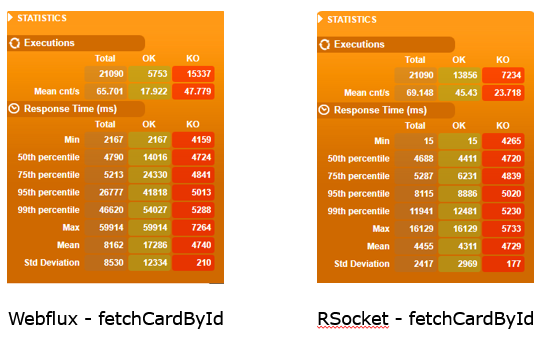 STATISTICS
Executions
Total OK KO
21090 5753 15337
Mean cnt/s 65.701 17.922 47.779
Response Time (ms)
Total OK KO
Min 2167 2167 4159
50th percentile 4790 14016 4724
75th percentile 5213 24330 4841
95th percentile 26777 41818 5013
99th percentile 46620 54027 5288
Max 59914 59914 7264
Mean 8162 17286 4740
Std Deviation 8530 12334 210
Webflux - fetchCardById
STATISTICS
Executions
Total OK KO
21090 13856 7234
Mean cnt/s 69.148 45.43 23.718
Response Time (ms)
Total OK KO
Min 15 15 4265
50th percentile 4688 4411 4720
75th percentile 5287 6231 4839
95th percentile 8115 8886 5020
99th percentile 11941 12481 5230
Max 16129 16129 5733
Mean 4455 4311 4729
Std Deviation 2417 2969 177
RSocket - fetchCardById